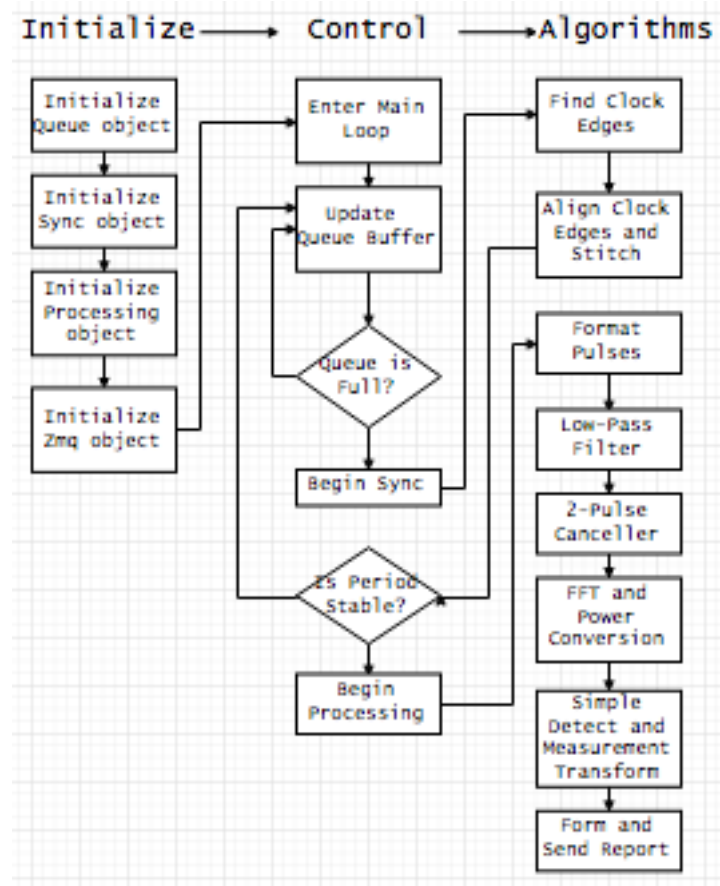 Initialize Control Algorithms
Initialize
Queue object
Initialize
Sync object
Initialize
Processing
object
Initialize
Zmq object
Enter Main
Loop
Update
Queue Buffer
Queue is
Full?
Begin Sync
Is Period
Stable?
Begin
Processing
Find Clock
Edges
Align Clock
Edges and
Stitch
Format
Pulses
Low-Pass
Filter
2-Pulse
Canceller
FFT and
Power
Conversion
Simple
Detect and
Measurement
Transform
Form and
Send Report